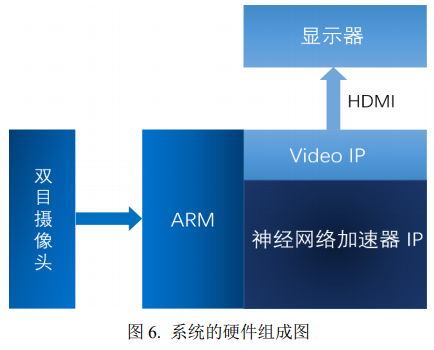 显示器
HDMI
Video IP
双目摄像头
ARM
神经网络加速器 IP
图 6. 系统的硬件组成图